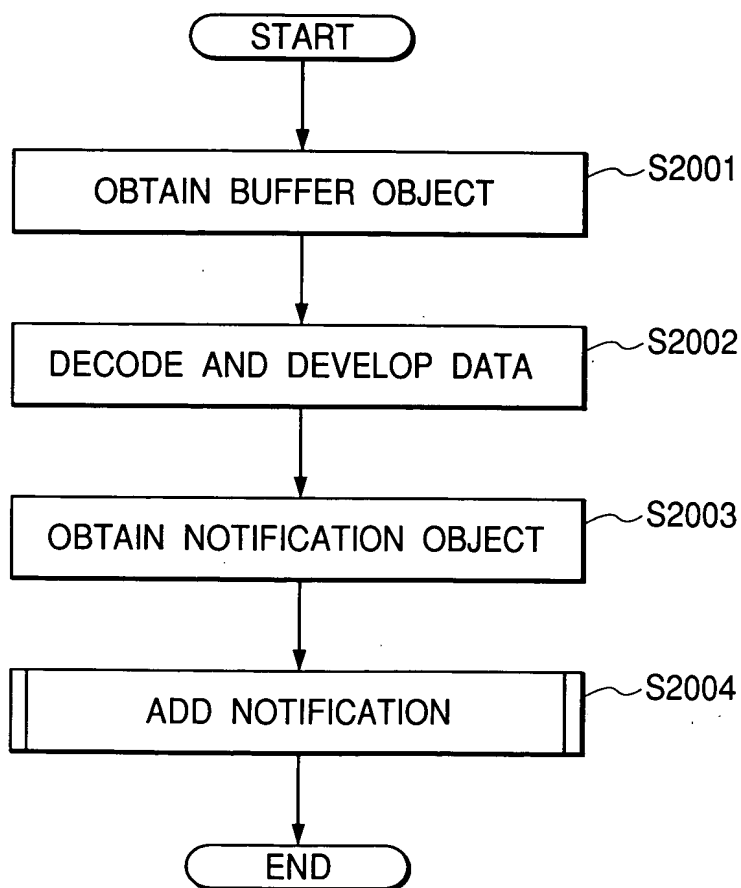 START
OBTAIN BUFFER OBJECT
S2001
DECODE AND DEVELOP DATA
S2002
OBTAIN NOTIFICATION OBJECT
S2003
ADD NOTIFICATION
S2004
END